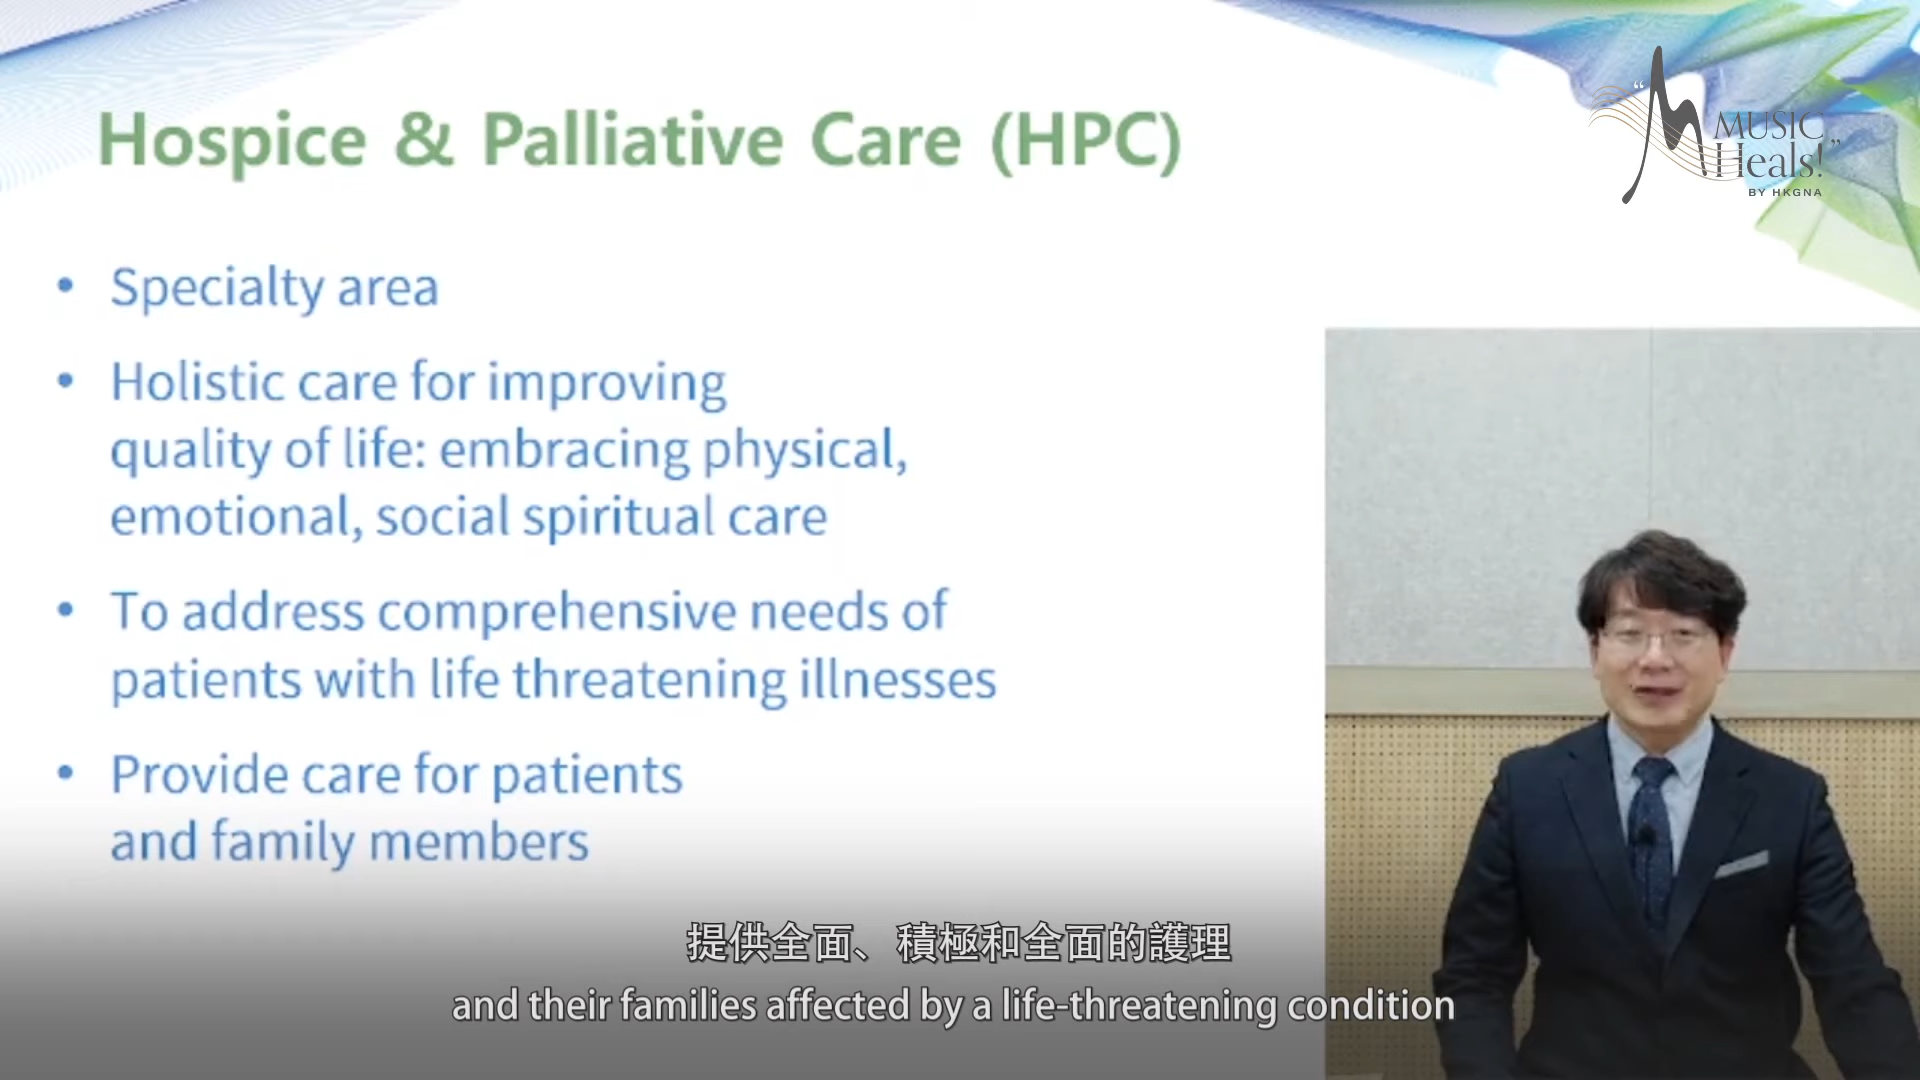 Hospice & Palliative Care (HPC)
“MUSIC
Heals!”
BY HKGNA
• Specialty area
• Holistic care for improving
quality of life: embracing physical,
emotional, social spiritual care
• To address comprehensive needs of
patients with life threatening illnesses
• Provide care for patients
and family members
提供全面、積極和全面的護理
and their families affected by a life-threatening condition